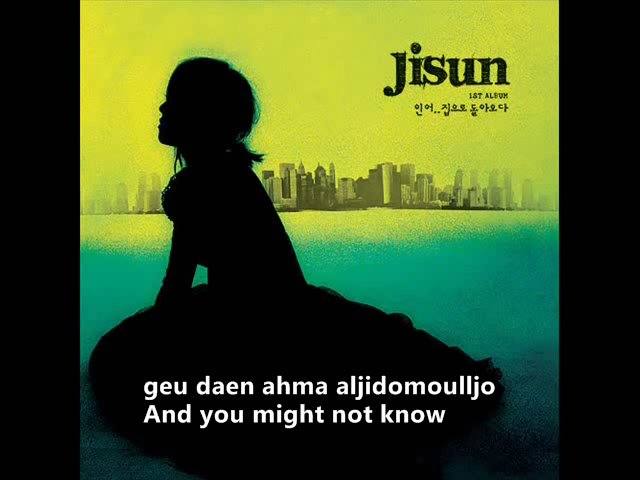 Jisun
1ST ALBUM
인어..집으로 돌아오다
geu daen ahma aljidomoulljo
And you might not know